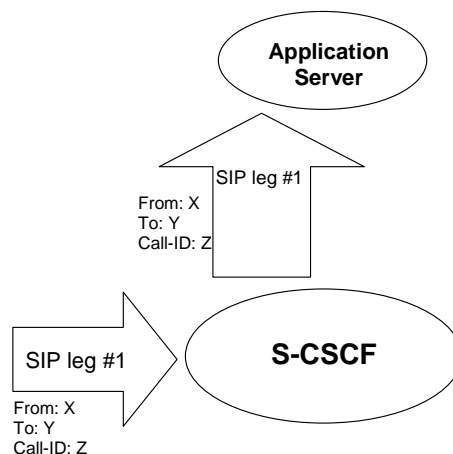 Application
Server
SIP leg #1
From: X
To: Y
Call-ID: Z
S-CSCF
SIP leg #1
From: X
To: Y
Call-ID: Z